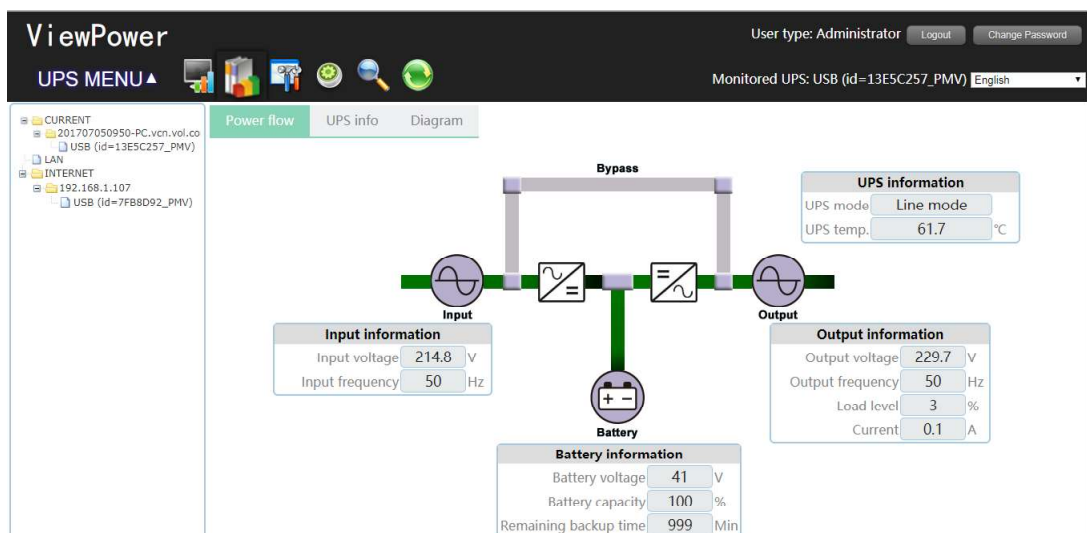 ViewPower
User type: Administrator Logout Change Password
UPS MENU▲
Monitored UPS: USB (id=13E5C257_PMV) English
CURRENT
201707050950-PC.vcn.vol.co
USB (id=13E5C257_PMV)
LAN
INTERNET
192.168.1.107
USB (id=7FB8D92_PMV)
Power flow UPS info Diagram
Bypass
UPS information
UPS mode Line mode
UPS temp. 61.7 ℃
Input
Output
Input information
Input voltage 214.8 V
Input frequency 50 Hz
Output information
Output voltage 229.7 V
Output frequency 50 Hz
Load level 3 %
Current 0.1 A
Battery
Battery information
Battery voltage 41 V
Battery capacity 100 %
Remaining backup time 999 Min